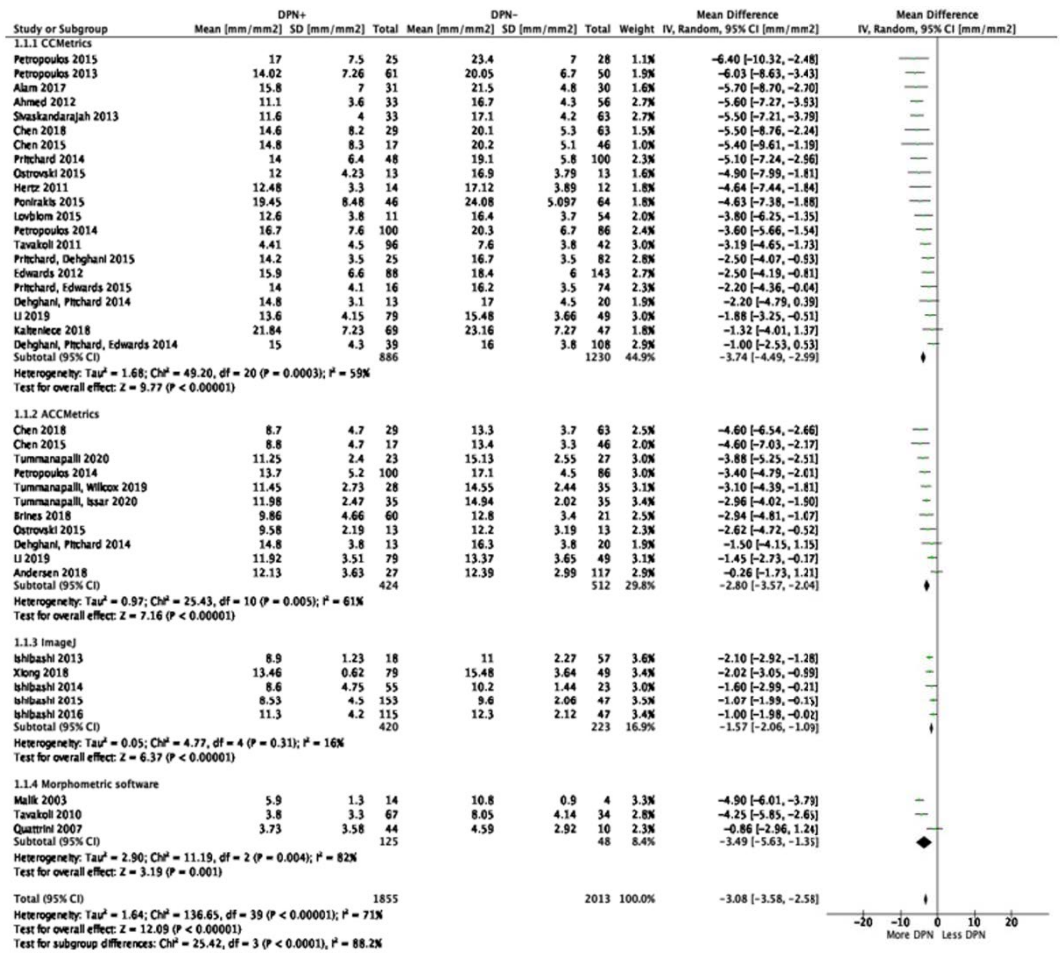 DPN+ DPN- Mean Difference Mean Difference
Study or Subgroup Mean [mm/mm2] SD [mm/mm2] Total Mean [mm/mm2] SD [mm/mm2] Total Weight IV, Random, 95% CI [mm/mm2] IV, Random, 95% CI [mm/mm2]
1.1.1 CCMetrics
Petropoulos 2015 17 7.5 25 23.4 7 28 1.1% -6.40 [-10.32, -2.48]
Petropoulos 2013 14.02 7.26 61 20.05 6.7 50 1.9% -6.03 [-8.63, -3.43]
Alam 2017 15.8 7 31 21.5 4.8 30 1.6% -5.70 [-8.70, -2.70]
Ahmed 2012 11.1 3.6 33 16.7 4.3 56 2.7% -5.60 [-7.27, -3.93]
Sivaskandarajah 2013 11.6 4 33 17.1 4.2 63 2.7% -5.50 [-7.21, -3.79]
Chen 2018 14.6 8.2 29 20.1 5.3 63 1.5% -5.50 [-8.76, -2.24]
Chen 2015 14.8 8.3 17 20.2 5.1 46 1.0% -5.40 [-9.61, -1.19]
Pritchard 2014 14 6.4 48 19.1 5.8 100 2.3% -5.10 [-7.24, -2.96]
Ostrovski 2015 12 4.23 13 16.9 3.79 13 1.6% -4.90 [-7.99, -1.81]
Hertz 2011 12.48 3.3 14 17.12 3.89 12 1.8% -4.64 [-7.44, -1.84]
Ponirakis 2015 19.45 8.48 46 24.08 5.097 64 1.8% -4.63 [-7.38, -1.88]
Lovblom 2015 12.6 3.8 11 16.4 3.7 54 2.0% -3.80 [-6.25, -1.35]
Petropoulos 2014 16.7 7.6 100 20.3 6.7 86 2.4% -3.60 [-5.66, -1.54]
Tavakoli 2011 4.41 4.5 96 7.6 3.8 42 3.0% -3.19 [-4.65, -1.73]
Pritchard, Dehghani 2015 14.2 3.5 25 16.7 3.5 82 2.8% -2.50 [-4.07, -0.93]
Edwards 2012 15.9 6.6 88 18.4 6 143 2.7% -2.50 [-4.19, -0.81]
Pritchard, Edwards 2015 14 4.1 16 16.2 3.5 74 2.2% -2.20 [-4.36, -0.04]
Dehghani, Pitchard 2014 14.8 3.1 13 17 4.5 20 1.9% -2.20 [-4.79, 0.39]
LI 2019 13.6 4.15 79 15.48 3.66 49 3.1% -1.88 [-3.25, -0.51]
Kalteniece 2018 21.84 7.23 69 23.16 7.27 47 1.8% -1.32 [-4.01, 1.37]
Dehghani, Pitchard, Edwards 2014 15 4.3 39 16 3.8 108 2.9% -1.00 [-2.53, 0.53]
Subtotal (95% CI) 886 1230 44.9% -3.74 [-4.49, -2.99]
Heterogeneity: Tau² = 1.68; Chi² = 49.20, df = 20 (P = 0.0003); I² = 59%
Test for overall effect: Z = 9.77 (P < 0.00001)
1.1.2 ACCMetrics
Chen 2018 8.7 4.7 29 13.3 3.7 63 2.5% -4.60 [-6.54, -2.66]
Chen 2015 8.8 4.7 17 13.4 3.3 46 2.0% -4.60 [-7.03, -2.17]
Tummanapalli 2020 11.25 2.4 23 15.13 2.55 27 3.0% -3.88 [-5.25, -2.51]
Petropoulos 2014 13.7 5.2 100 17.1 4.5 86 3.0% -3.40 [-4.79, -2.01]
Tummanapalli, Willcox 2019 11.45 2.73 28 14.55 2.44 35 3.1% -3.10 [-4.39, -1.81]
Tummanapalli, Issar 2020 11.98 2.47 35 14.94 2.02 35 3.4% -2.96 [-4.02, -1.90]
Brines 2018 9.86 4.66 60 12.8 3.4 21 2.5% -2.94 [-4.81, -1.07]
Ostrovski 2015 9.58 2.19 13 12.2 3.19 13 2.3% -2.62 [-4.72, -0.52]
Dehghani, Pitchard 2014 14.8 3.8 13 16.3 3.8 20 1.9% -1.50 [-4.15, 1.15]
LI 2019 11.92 3.51 79 13.37 3.65 49 3.2% -1.45 [-2.73, -0.17]
Andersen 2018 12.13 3.63 27 12.39 2.99 117 2.9% -0.26 [-1.73, 1.21]
Subtotal (95% CI) 424 512 29.8% -2.80 [-3.57, -2.04]
Heterogeneity: Tau² = 0.97; Chi² = 25.43, df = 10 (P = 0.005); I² = 61%
Test for overall effect: Z = 7.16 (P < 0.00001)
1.1.3 ImageJ
Ishibashi 2013 8.9 1.23 18 11 2.27 57 3.6% -2.10 [-2.92, -1.28]
Xiong 2018 13.46 0.62 79 15.48 3.64 49 3.4% -2.02 [-3.05, -0.99]
Ishibashi 2014 8.6 4.75 55 10.2 1.44 23 3.0% -1.60 [-2.99, -0.21]
Ishibashi 2015 8.53 4.5 153 9.6 2.06 47 3.5% -1.07 [-1.99, -0.15]
Ishibashi 2016 11.3 4.2 115 12.3 2.12 47 3.4% -1.00 [-1.98, -0.02]
Subtotal (95% CI) 420 223 16.9% -1.57 [-2.06, -1.09]
Heterogeneity: Tau² = 0.05; Chi² = 4.77, df = 4 (P = 0.31); I² = 16%
Test for overall effect: Z = 6.37 (P < 0.00001)
1.1.4 Morphometric software
Malik 2003 5.9 1.3 14 10.8 0.9 4 3.3% -4.90 [-6.01, -3.79]
Tavakoli 2010 3.8 3.3 67 8.05 4.14 34 2.8% -4.25 [-5.85, -2.65]
Quattrini 2007 3.73 3.58 44 4.59 2.92 10 2.3% -0.86 [-2.96, 1.24]
Subtotal (95% CI) 125 48 8.4% -3.49 [-5.63, -1.35]
Heterogeneity: Tau² = 2.90; Chi² = 11.19, df = 2 (P = 0.004); I² = 82%
Test for overall effect: Z = 3.19 (P = 0.001)
Total (95% CI) 1855 2013 100.0% -3.08 [-3.58, -2.58]
Heterogeneity: Tau² = 1.64; Chi² = 136.65, df = 39 (P < 0.00001); I² = 71%
Test for overall effect: Z = 12.09 (P < 0.00001)
Test for subgroup differences: Chi² = 25.42, df = 3 (P < 0.0001), I² = 88.2%
-20 -10 0 10 20
More DPN Less DPN